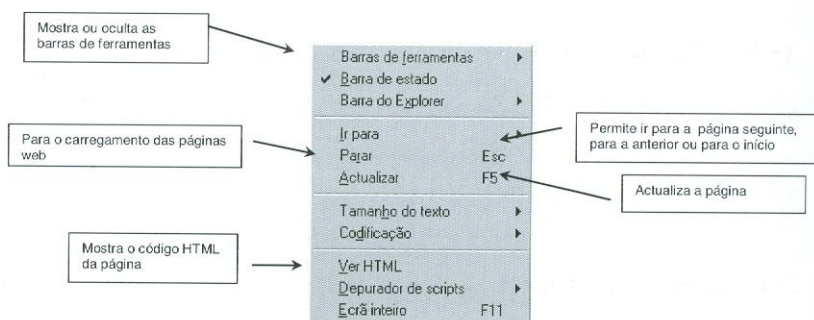 Mostra ou oculta as
barras de ferramentas
Barras de ferramentas
Barra de estado
Barra do Explorer
Para o carregamento das páginas
web
Ir para
Parar Esc
Actualizar F5
Permite ir para a página seguinte,
para a anterior ou para o início
Actualiza a página
Tamanho do texto
Codificação
Mostra o código HTML
da página
Ver HTML
Depurador de scripts
Ecrã inteiro F11